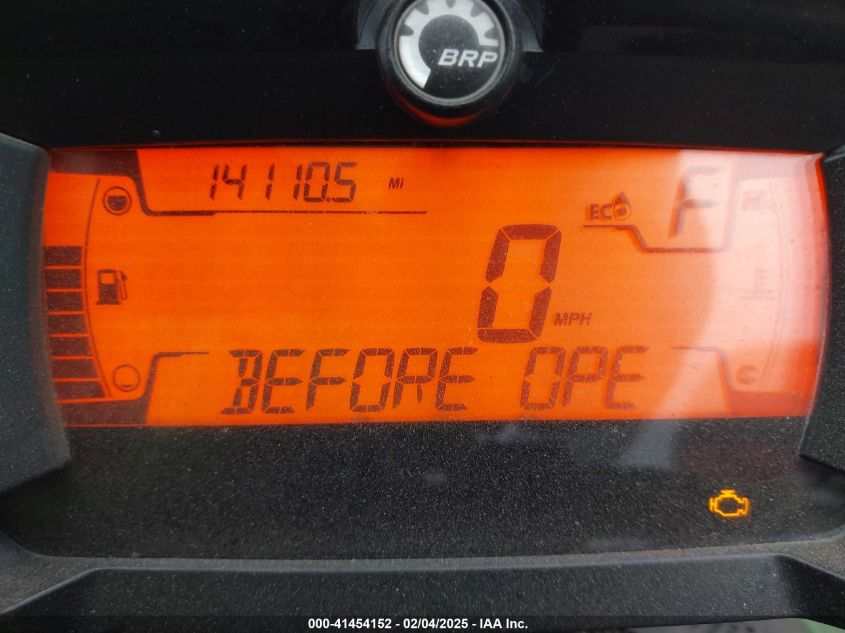 BRP
14110.5 MI
ECO F
0 MPH
BEFORE OPE
000-41454152 / 02/04/2025 - IAA Inc.